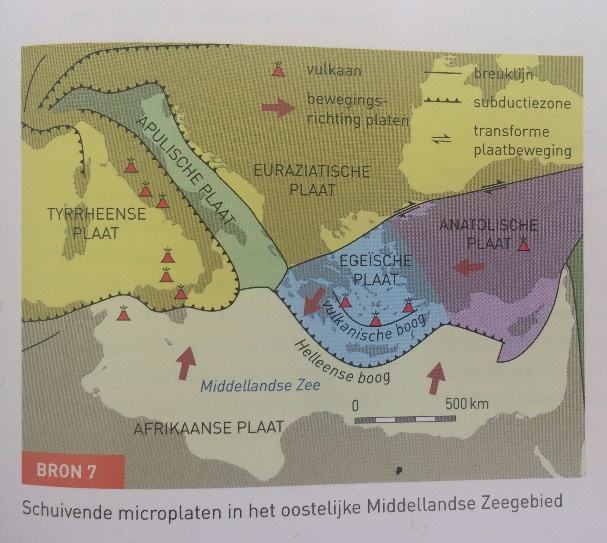 vulkaan
breuklijn
bewegings-
richting platen
subductiezone
transforme
plaatbeweging
APULISCHE PLAAT
EURAZIATISCHE
PLAAT
TYRRHEENSE
PLAAT
ANATOLISCHE
PLAAT
EGEÏSCHE
PLAAT
vulkanische boog
Helleense boog
Middellandse Zee
0 500 km
AFRIKAANSE PLAAT
BRON 7
Schuivende microplaten in het oostelijke Middellandse Zeegebied